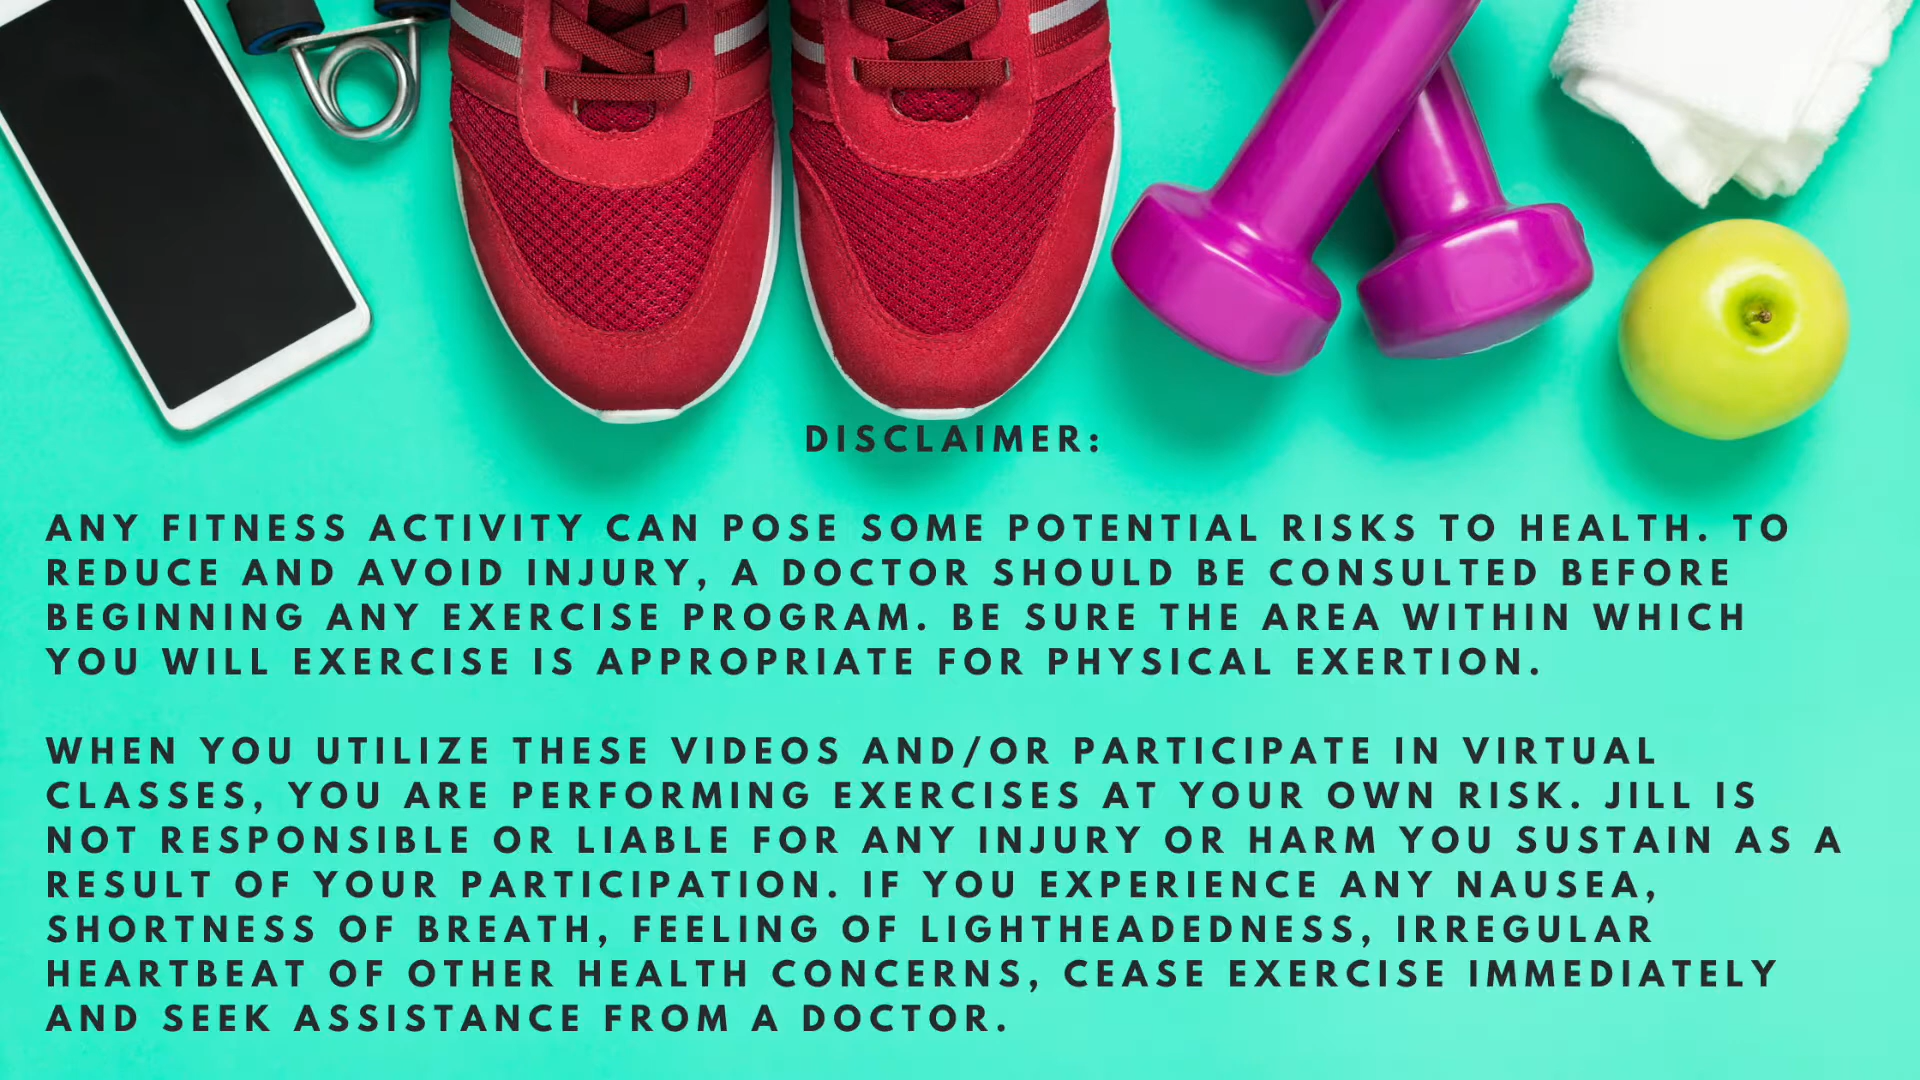 DISCLAIMER:
ANY FITNESS ACTIVITY CAN POSE SOME POTENTIAL RISKS TO HEALTH. TO
REDUCE AND AVOID INJURY, A DOCTOR SHOULD BE CONSULTED BEFORE
BEGINNING ANY EXERCISE PROGRAM. BE SURE THE AREA WITHIN WHICH
YOU WILL EXERCISE IS APPROPRIATE FOR PHYSICAL EXERTION.
WHEN YOU UTILIZE THESE VIDEOS AND/OR PARTICIPATE IN VIRTUAL
CLASSES, YOU ARE PERFORMING EXERCISES AT YOUR OWN RISK. JILL IS
NOT RESPONSIBLE OR LIABLE FOR ANY INJURY OR HARM YOU SUSTAIN AS A
RESULT OF YOUR PARTICIPATION. IF YOU EXPERIENCE ANY NAUSEA,
SHORTNESS OF BREATH, FEELING OF LIGHTHEADEDNESS, IRREGULAR
HEARTBEAT OF OTHER HEALTH CONCERNS, CEASE EXERCISE IMMEDIATELY
AND SEEK ASSISTANCE FROM A DOCTOR.